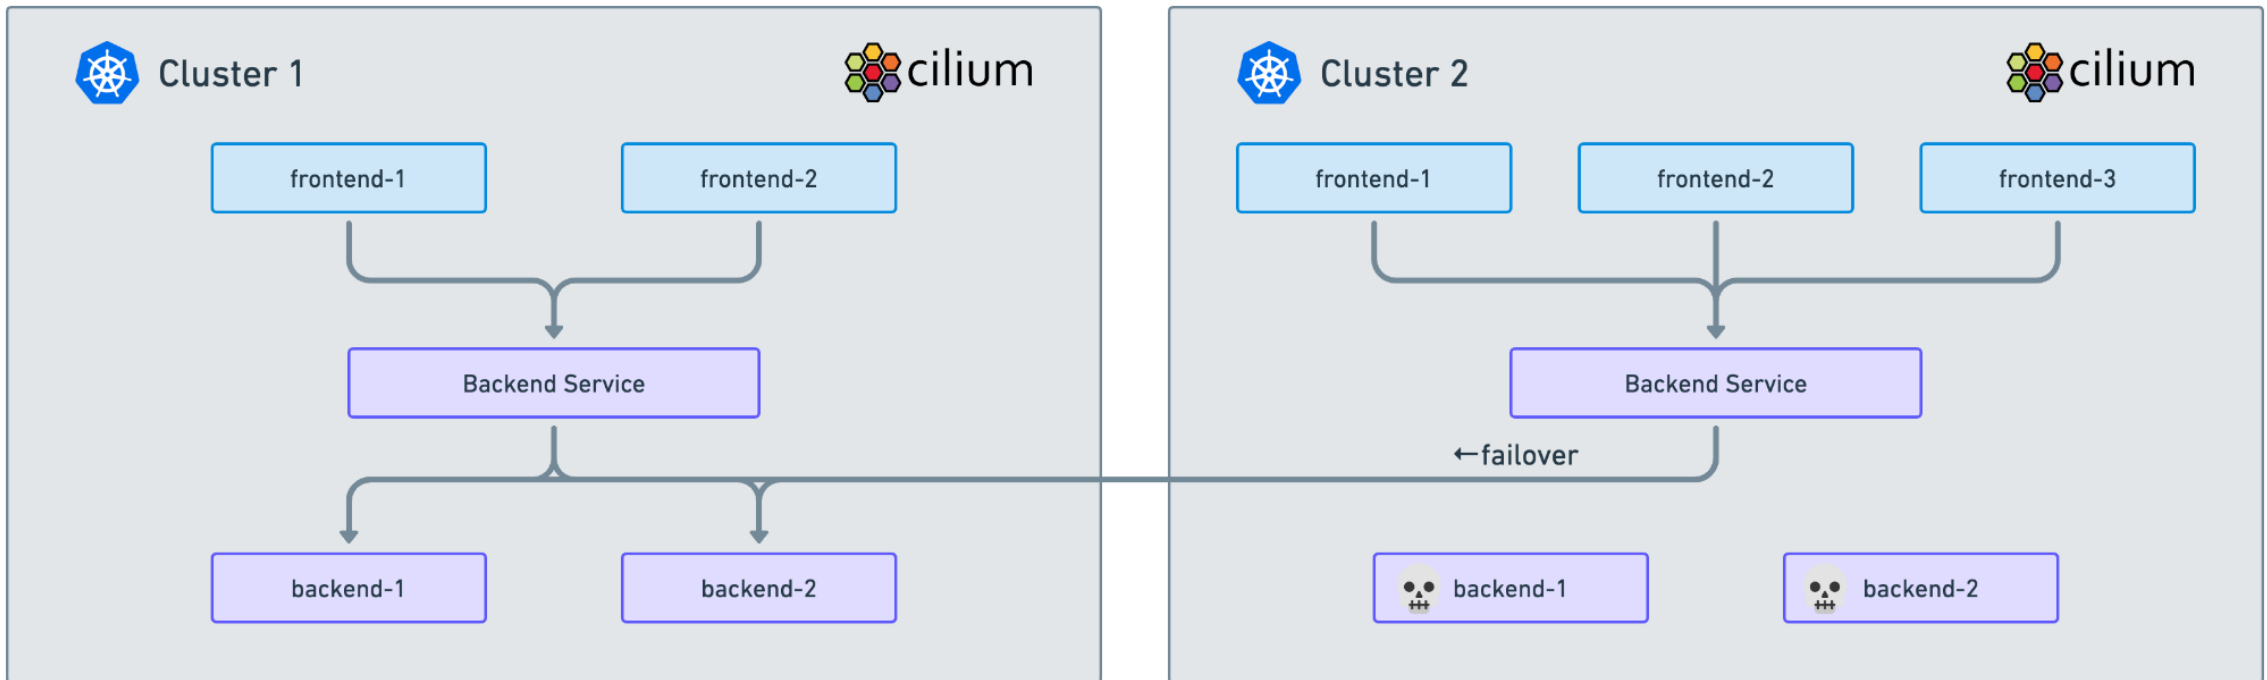 Cluster 1
cilium
frontend-1
frontend-2
Backend Service
backend-1
backend-2
Cluster 2
cilium
frontend-1
frontend-2
frontend-3
Backend Service
←failover
backend-1
backend-2